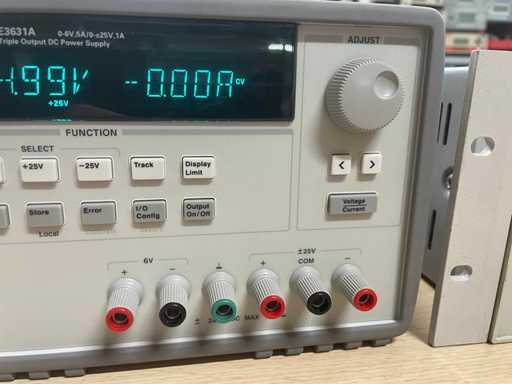 E3631A 0-6V,5A/0-±25V,1A
Triple Output DC Power Supply
ADJUST
4.99V -0.00A CV
+25V
FUNCTION
SELECT
+25V -25V Track Display Limit
< >
Store Error I/O Config Output On/Off
Voltage Current
Local
6V ±25V
+ - + COM -
MAX